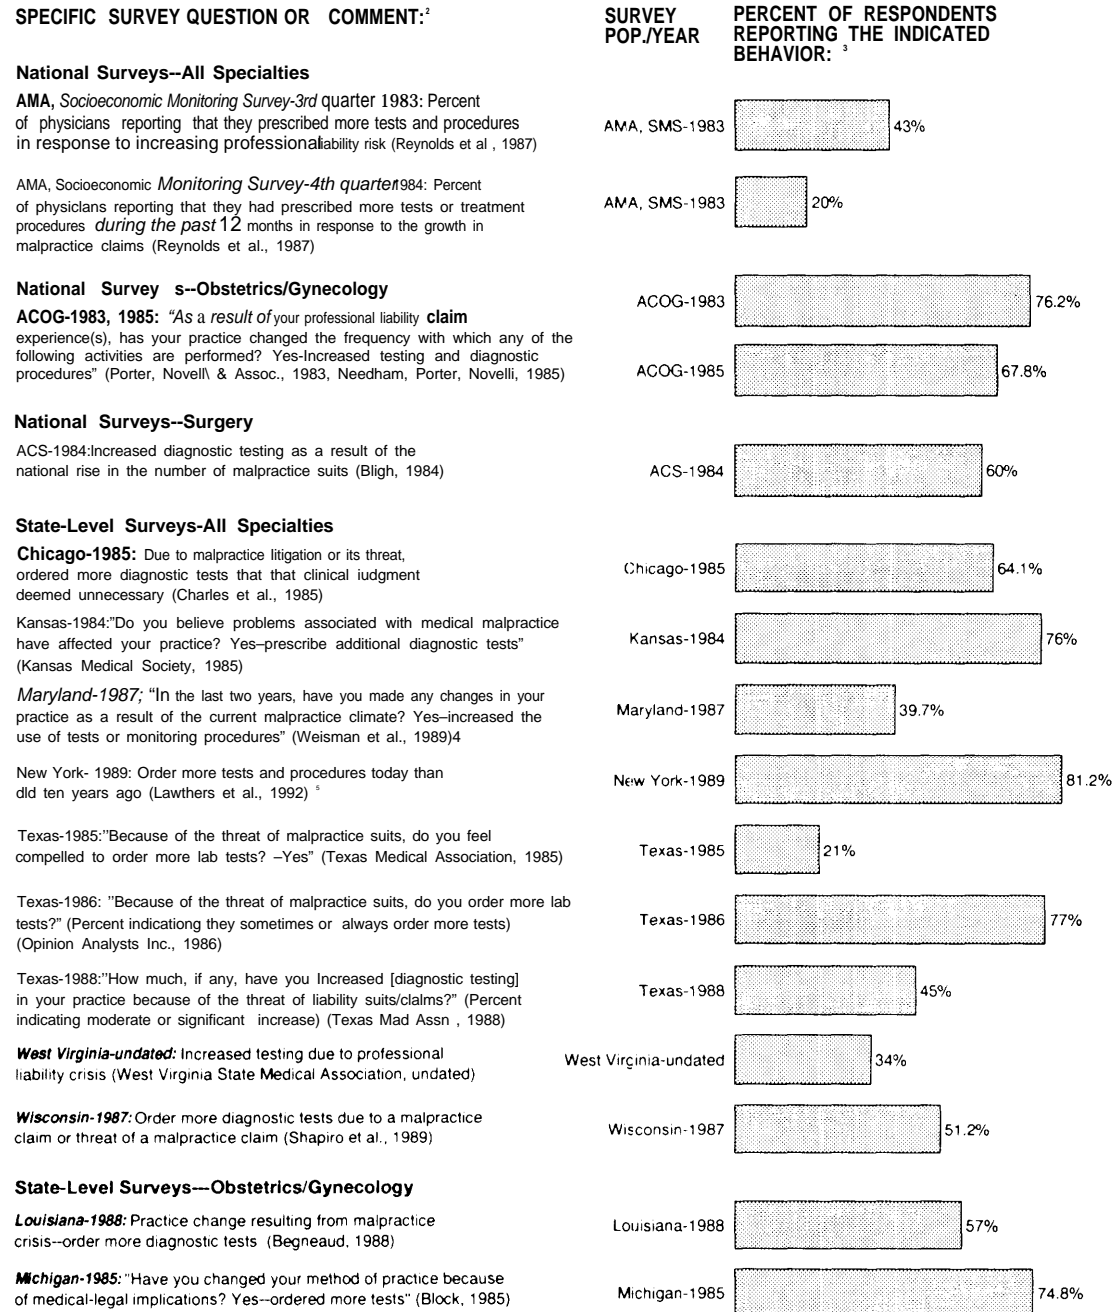 SPECIFIC SURVEY QUESTION OR COMMENT:²
SURVEY POP./YEAR
PERCENT OF RESPONDENTS REPORTING THE INDICATED BEHAVIOR: ³
National Surveys--All Specialties
AMA, Socioeconomic Monitoring Survey-3rd quarter 1983: Percent
of physicians reporting that they prescribed more tests and procedures
in response to increasing professionalliability risk (Reynolds et al , 1987)
AMA, SMS-1983
43%
AMA, Socioeconomic Monitoring Survey-4th quarter1984: Percent
of physiclans reporting that they had prescribed more tests or treatment
procedures during the past 12 months in response to the growth in
malpractice claims (Reynolds et al., 1987)
AMA, SMS-1983
20%
National Survey s--Obstetrics/Gynecology
ACOG-1983, 1985: “As a result of your professional liability claim
experience(s), has your practice changed the frequency with which any of the
following activities are performed? Yes-Increased testing and diagnostic
procedures” (Porter, Novell\ & Assoc., 1983, Needham, Porter, Novelli, 1985)
ACOG-1983
76.2%
ACOG-1985
67.8%
National Surveys--Surgery
ACS-1984:Increased diagnostic testing as a result of the
national rise in the number of malpractice suits (Bligh, 1984)
ACS-1984
60%
State-Level Surveys-All Specialties
Chicago-1985: Due to malpractice litigation or its threat,
ordered more diagnostic tests that that clinical iudgment
deemed unnecessary (Charles et al., 1985)
Chicago-1985
64.1%
Kansas-1984:”Do you believe problems associated with medical malpractice
have affected your practice? Yes–prescribe additional diagnostic tests”
(Kansas Medical Society, 1985)
Kansas-1984
76%
Maryland-1987; “In the last two years, have you made any changes in your
practice as a result of the current malpractice climate? Yes–increased the
use of tests or monitoring procedures” (Weisman et al., 1989)4
Maryland-1987
39.7%
New York- 1989: Order more tests and procedures today than
dld ten years ago (Lawthers et al., 1992) ⁵
New York-1989
81.2%
Texas-1985:”Because of the threat of malpractice suits, do you feel
compelled to order more lab tests? –Yes” (Texas Medical Association, 1985)
Texas-1985
21%
Texas-1986: ”Because of the threat of malpractice suits, do you order more lab
tests?” (Percent indicationg they sometimes or always order more tests)
(Opinion Analysts Inc., 1986)
Texas-1986
77%
Texas-1988:”How much, if any, have you Increased [diagnostic testing]
in your practice because of the threat of liability suits/clalms?” (Percent
indicating moderate or significant increase) (Texas Mad Assn , 1988)
Texas-1988
45%
West Virginia-undated: Increased testing due to professional
liability crisis (West Virginia State Medical Association, undated)
West Virginia-undated
34%
Wisconsin-1987: Order more diagnostic tests due to a malpractice
claim or threat of a malpractice claim (Shapiro et al., 1989)
Wisconsin-1987
51.2%
State-Level Surveys---Obstetrics/Gynecology
Louisiana-1988: Practice change resulting from malpractice
crisis--order more diagnostic tests (Begneaud, 1988)
Louisiana-1988
57%
Michigan-1985: "Have you changed your method of practice because
of medical-legal implications? Yes--ordered more tests" (Block, 1985)
Michigan-1985
74.8%